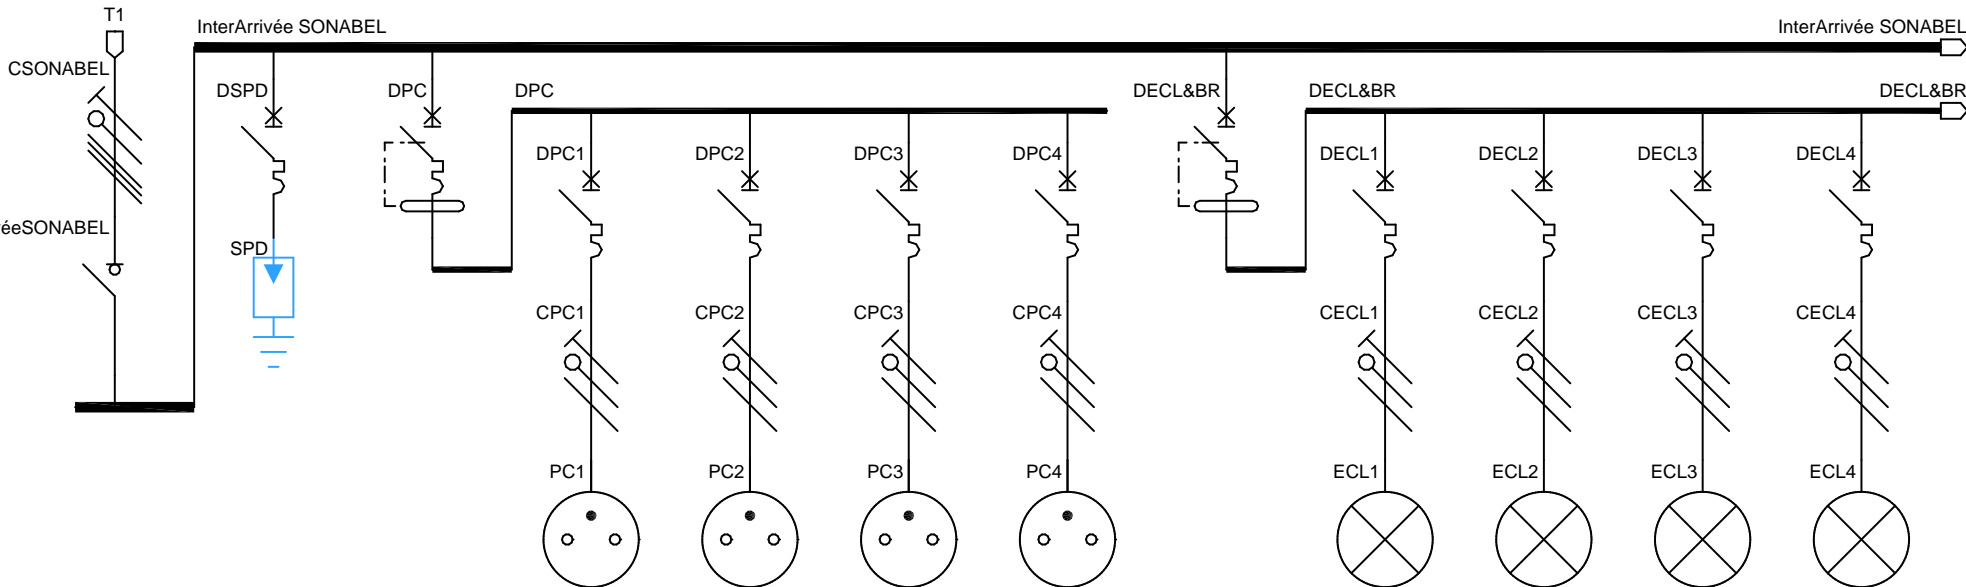 T1
InterArrivée SONABEL
InterArrivée SONABEL
CSONABEL
DSPD
DPC
DPC
DECL&BR
DECL&BR
DECL&BR
DPC1
DPC2
DPC3
DPC4
DECL1
DECL2
DECL3
DECL4
éeSONABEL
SPD
CPC1
CPC2
CPC3
CPC4
CECL1
CECL2
CECL3
CECL4
PC1
PC2
PC3
PC4
ECL1
ECL2
ECL3
ECL4